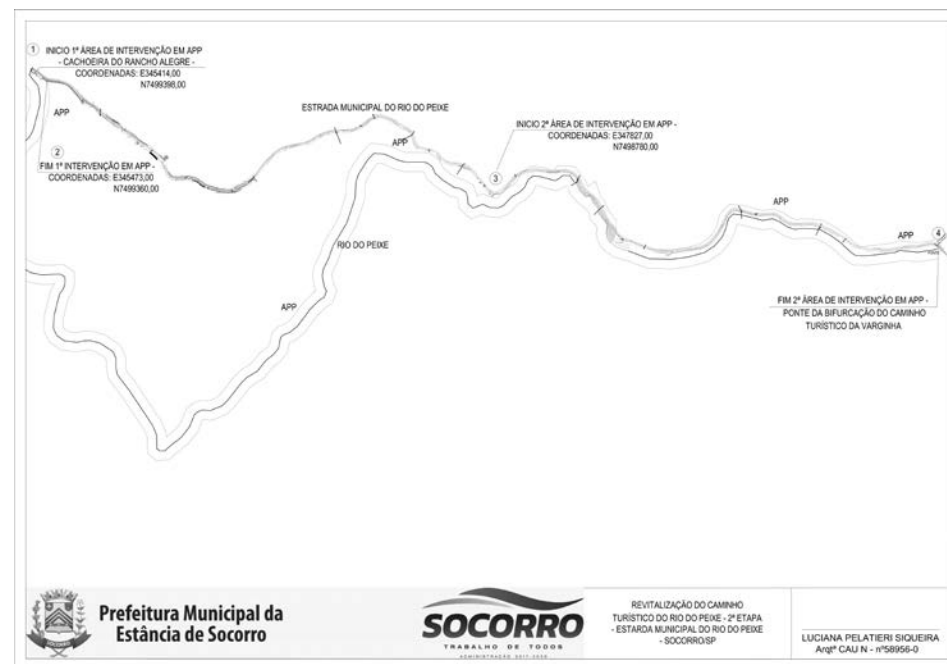 1
INICIO 1ª ÁREA DE INTERVENÇÃO EM APP
- CACHOEIRA DO RANCHO ALEGRE -
COORDENADAS: E345414,00
N7499398,00
APP
2
FIM 1ª INTERVENÇÃO EM APP -
COORDENADAS: E345473,00
N7499360,00
ESTRADA MUNICIPAL DO RIO DO PEIXE
APP
INICIO 2ª ÁREA DE INTERVENÇÃO EM APP -
COORDENADAS: E347827,00
N7498780,00
3
RIO DO PEIXE
APP
APP
APP
4
FIM 2ª ÁREA DE INTERVENÇÃO EM APP -
PONTE DA BIFURCAÇÃO DO CAMINHO
TURÍSTICO DA VARGINHA
Prefeitura Municipal da
Estância de Socorro
SOCORRO
TRABALHO DE TODOS
ADMINISTRAÇÃO 2017-2020
REVITALIZAÇÃO DO CAMINHO
TURÍSTICO DO RIO DO PEIXE - 2ª ETAPA
- ESTARDA MUNICIPAL DO RIO DO PEIXE
- SOCORRO/SP
LUCIANA PELATIERI SIQUEIRA
Arqtª CAU N - nº58956-0